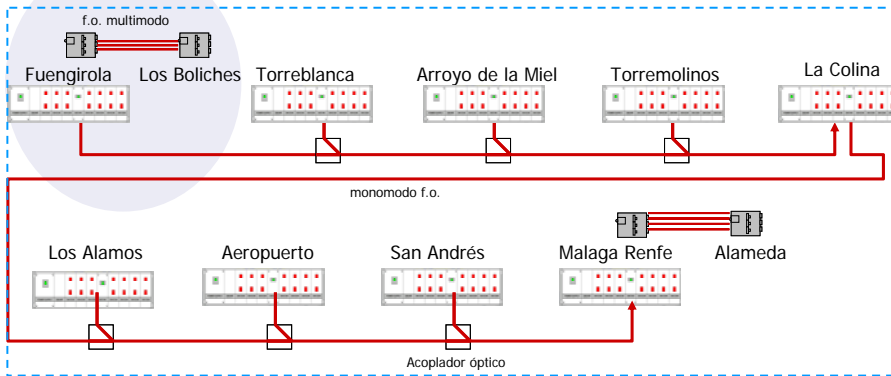 f.o. multimodo
Fuengirola
Los Boliches
Torreblanca
Arroyo de la Miel
Torremolinos
La Colina
monomodo f.o.
Los Alamos
Aeropuerto
San Andrés
Malaga Renfe
Alameda
Acoplador óptico